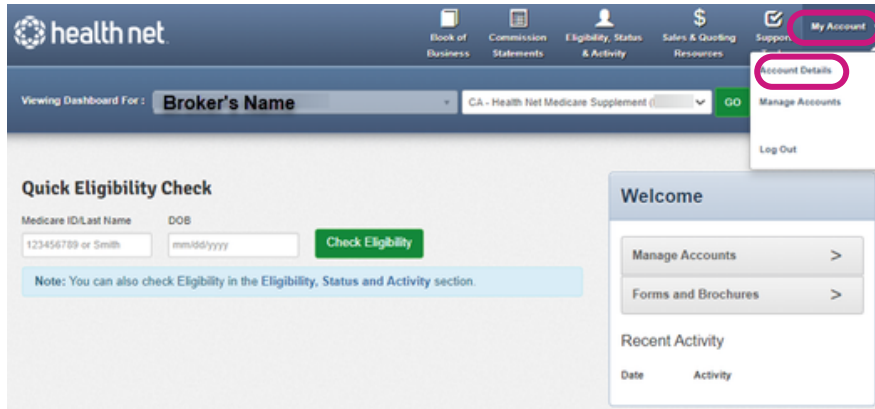 health net.
Book of Business
Commission Statements
Eligibility, Status & Activity
Sales & Quoting Resources
Support
My Account
Account Details
Manage Accounts
Log Out
Viewing Dashboard For :
Broker's Name
CA - Health Net Medicare Supplement (
GO
Quick Eligibility Check
Medicare ID/Last Name
DOB
123456789 or Smith
mm/dd/yyyy
Check Eligibility
Note: You can also check Eligibility in the Eligibility, Status and Activity section.
Welcome
Manage Accounts >
Forms and Brochures >
Recent Activity
Date Activity